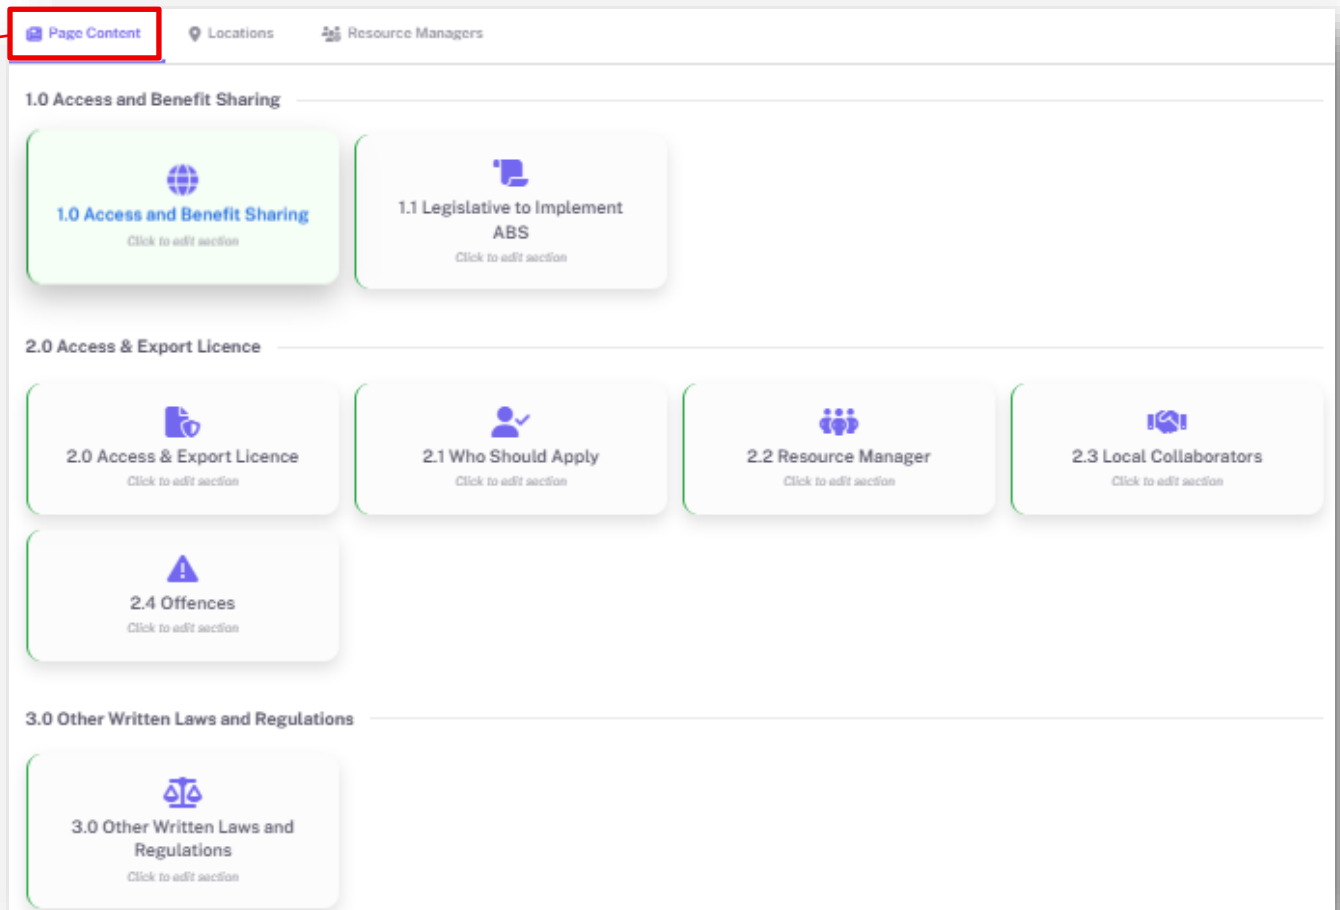 Page Content
Locations
Resource Managers
1.0 Access and Benefit Sharing
1.0 Access and Benefit Sharing
Click to edit section
1.1 Legislative to Implement
ABS
Click to edit section
2.0 Access & Export Licence
2.0 Access & Export Licence
Click to edit section
2.1 Who Should Apply
Click to edit section
2.2 Resource Manager
Click to edit section
2.3 Local Collaborators
Click to edit section
2.4 Offences
Click to edit section
3.0 Other Written Laws and Regulations
3.0 Other Written Laws and
Regulations
Click to edit section